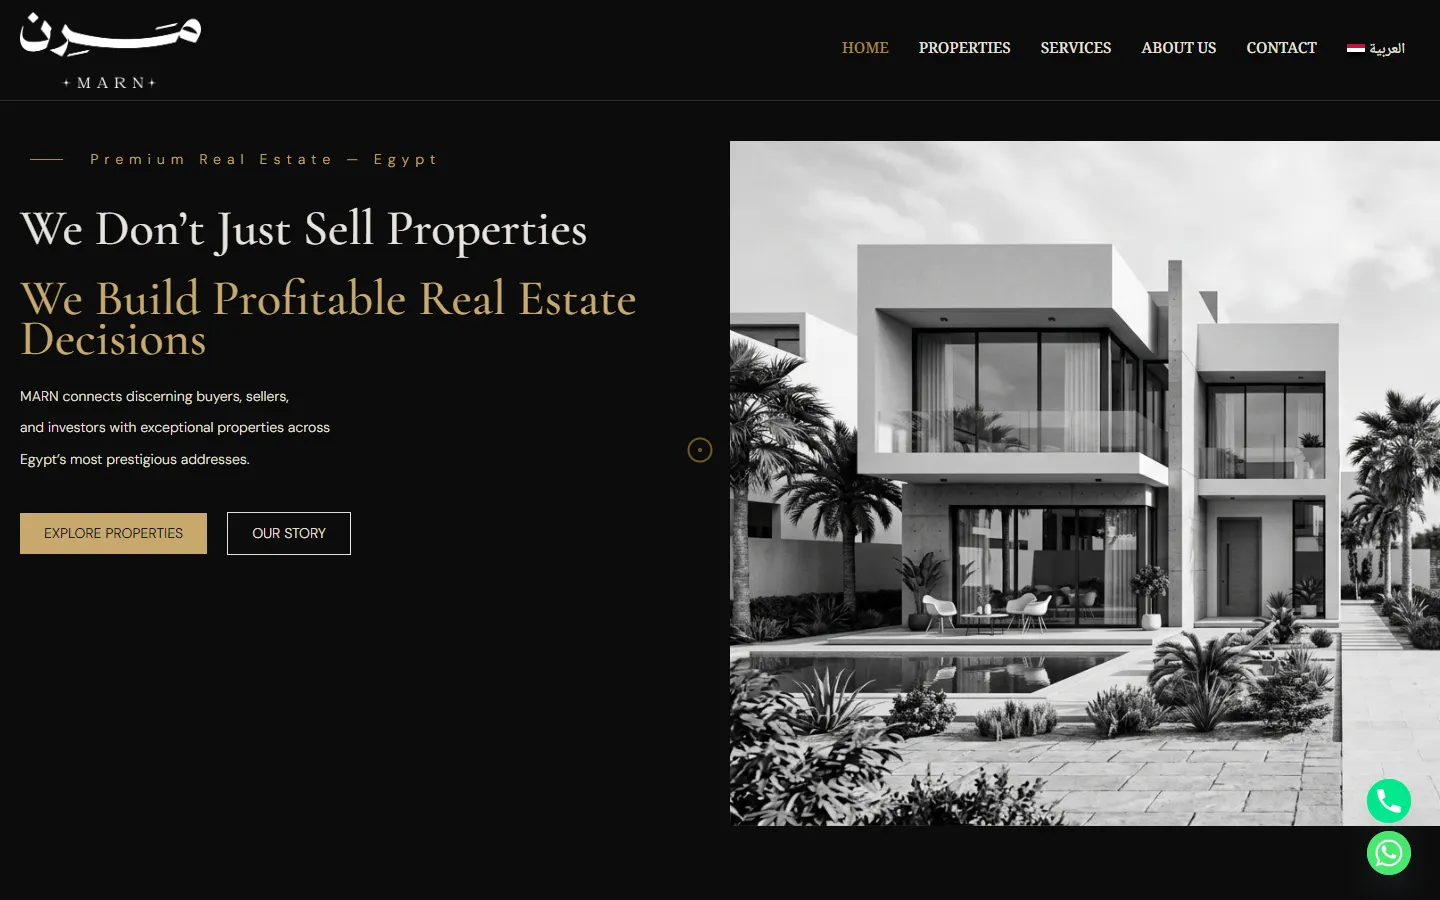 مَـرِن
MARN
HOME
PROPERTIES
SERVICES
ABOUT US
CONTACT
العربية
Premium Real Estate — Egypt
We Don’t Just Sell Properties
We Build Profitable Real Estate
Decisions
MARN connects discerning buyers, sellers,
and investors with exceptional properties across
Egypt’s most prestigious addresses.
EXPLORE PROPERTIES
OUR STORY